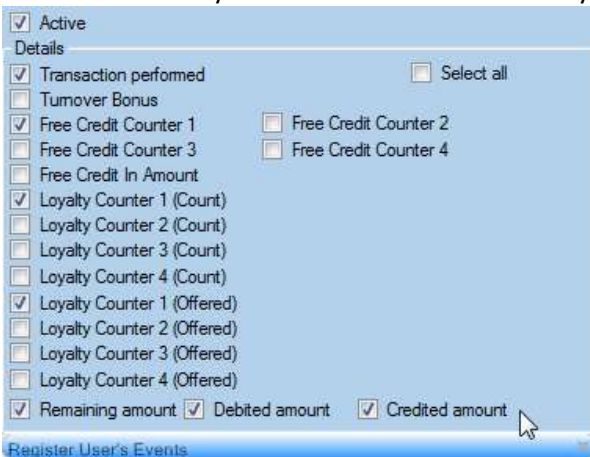 Active
Details
Transaction performed Select all
Turnover Bonus
Free Credit Counter 1 Free Credit Counter 2
Free Credit Counter 3 Free Credit Counter 4
Free Credit In Amount
Loyalty Counter 1 (Count)
Loyalty Counter 2 (Count)
Loyalty Counter 3 (Count)
Loyalty Counter 4 (Count)
Loyalty Counter 1 (Offered)
Loyalty Counter 2 (Offered)
Loyalty Counter 3 (Offered)
Loyalty Counter 4 (Offered)
Remaining amount Debited amount Credited amount
Register User's Events